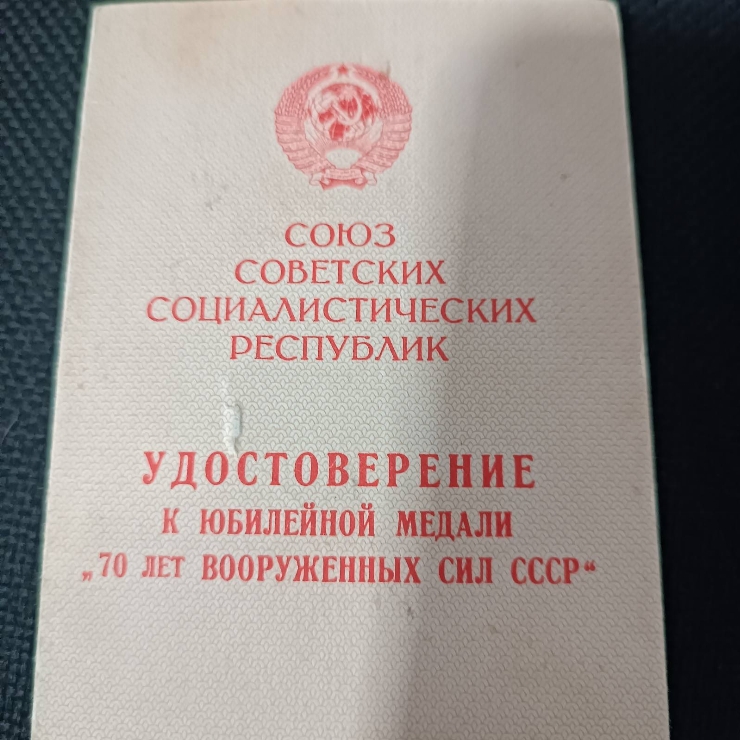 СОЮЗ
СОВЕТСКИХ
СОЦИАЛИСТИЧЕСКИХ
РЕСПУБЛИК
УДОСТОВЕРЕНИЕ
К ЮБИЛЕЙНОЙ МЕДАЛИ
„70 ЛЕТ ВООРУЖЕННЫХ СИЛ СССР“